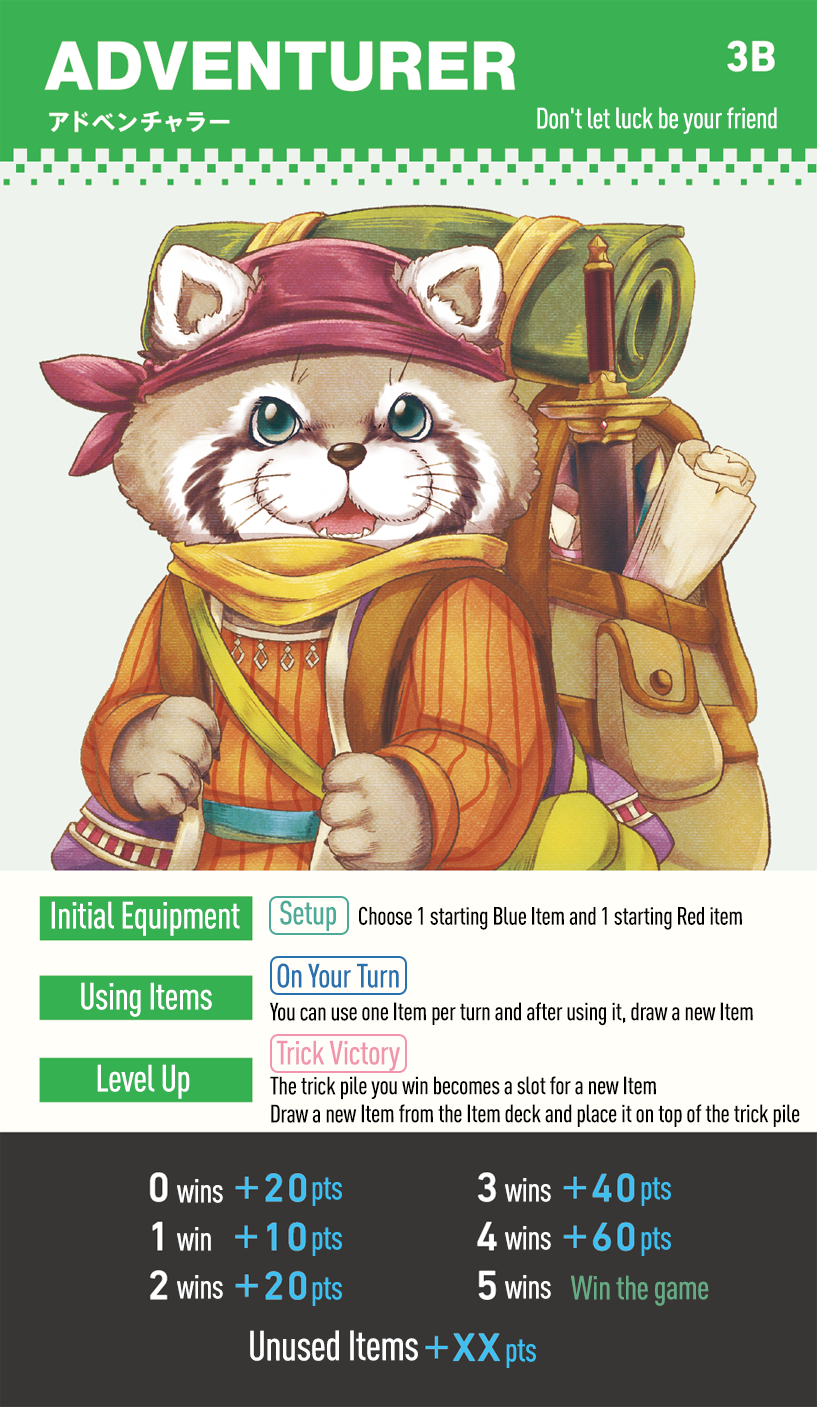 ADVENTURER
3B
アドベンチャラー
Don't let luck be your friend
Initial Equipment
Setup Choose 1 starting Blue Item and 1 starting Red item
Using Items
On Your Turn
You can use one Item per turn and after using it, draw a new Item
Level Up
Trick Victory
The trick pile you win becomes a slot for a new Item
Draw a new Item from the Item deck and place it on top of the trick pile
0 wins +20pts
1 win +10pts
2 wins +20pts
3 wins +40pts
4 wins +60pts
5 wins Win the game
Unused Items +XX pts